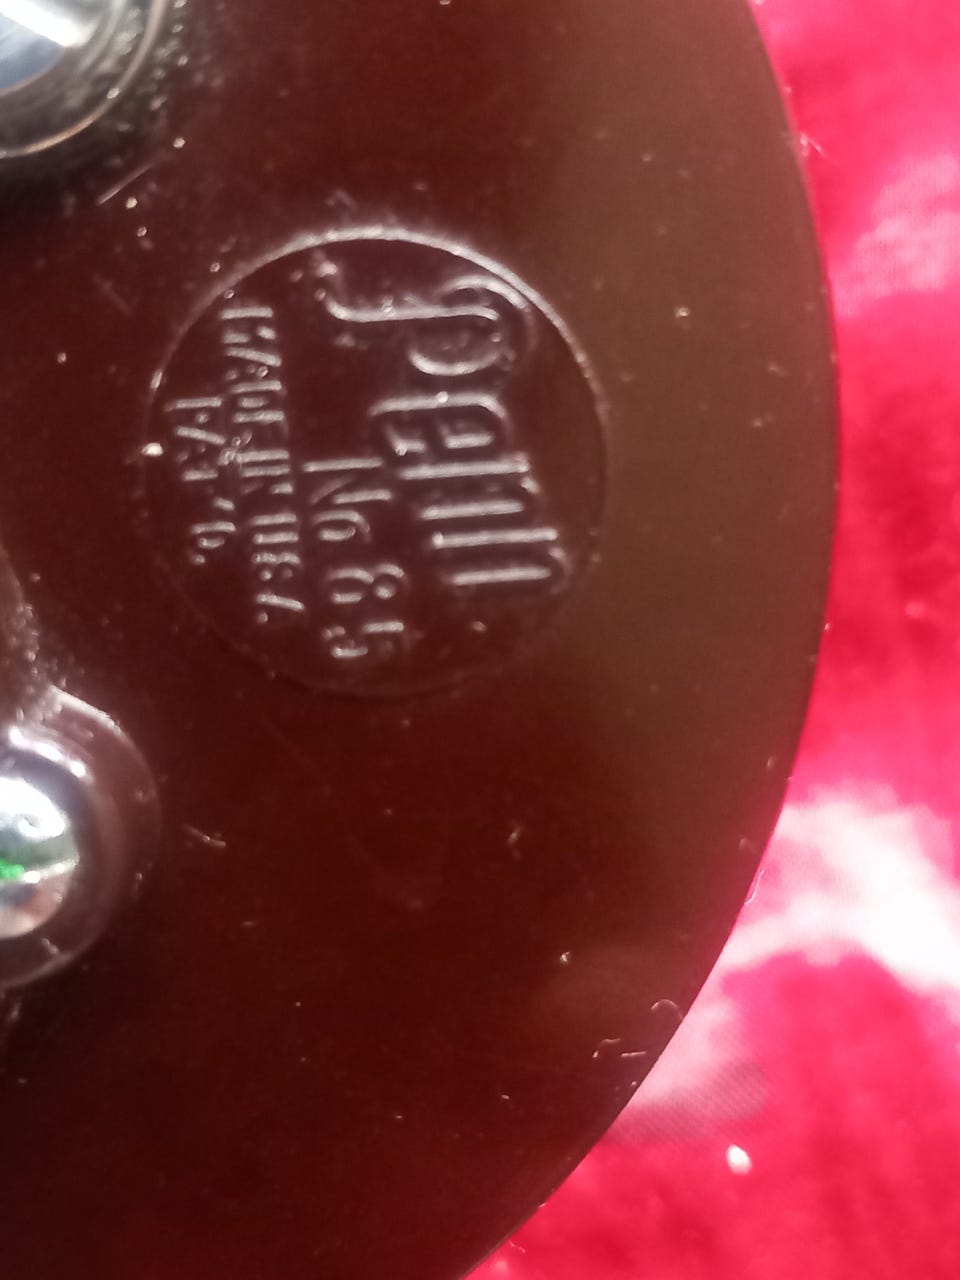 Penn
No 85
MADE IN U.S.A.
PAT'D.